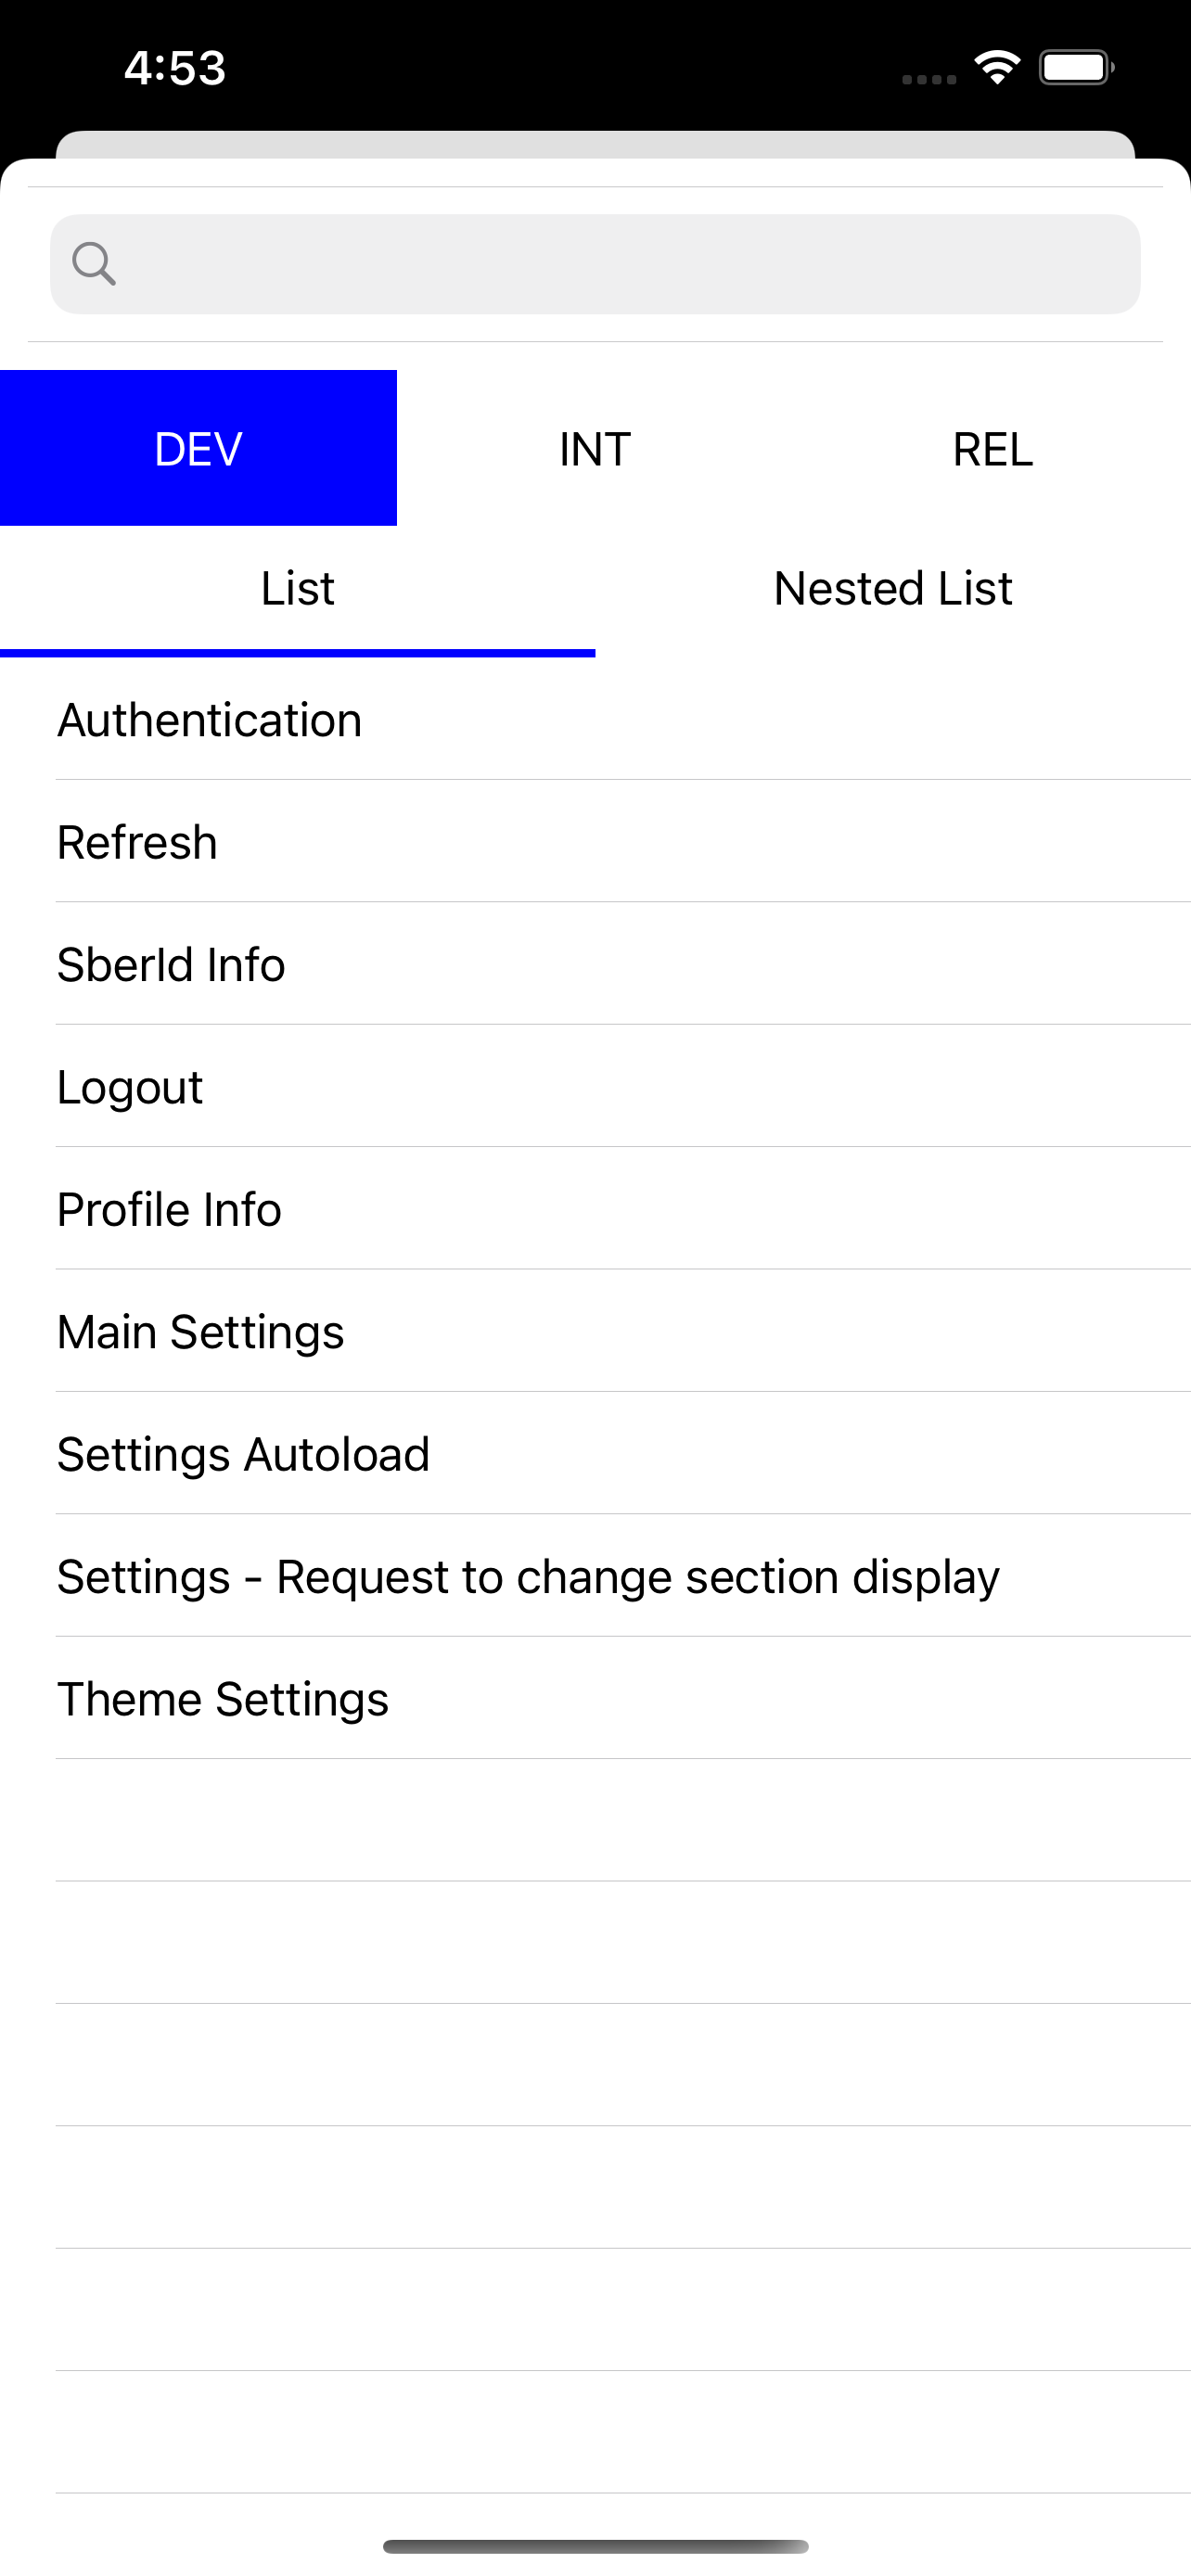 4:53
DEV
INT
REL
List
Nested List
Authentication
Refresh
SberId Info
Logout
Profile Info
Main Settings
Settings Autoload
Settings - Request to change section display
Theme Settings